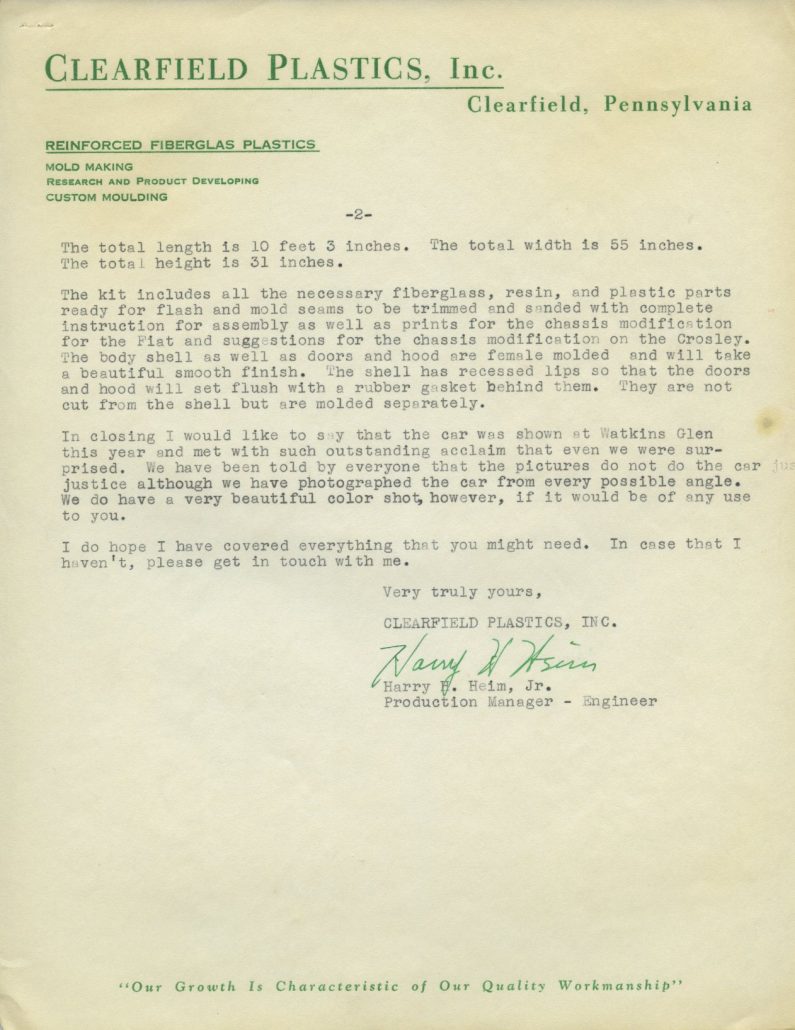 CLEARFIELD PLASTICS, Inc.
Clearfield, Pennsylvania
REINFORCED FIBERGLAS PLASTICS
MOLD MAKING
RESEARCH AND PRODUCT DEVELOPING
CUSTOM MOULDING
-2-
The total length is 10 feet 3 inches. The total width is 55 inches.
The total height is 31 inches.
The kit includes all the necessary fiberglass, resin, and plastic parts
ready for flash and mold seams to be trimmed and sanded with complete
instruction for assembly as well as prints for the chassis modification
for the Fiat and suggestions for the chassis modification on the Crosley.
The body shell as well as doors and hood are female molded and will take
a beautiful smooth finish. The shell has recessed lips so that the doors
and hood will set flush with a rubber gasket behind them. They are not
cut from the shell but are molded separately.
In closing I would like to say that the car was shown at Watkins Glen
this year and met with such outstanding acclaim that even we were sur-
prised. We have been told by everyone that the pictures do not do the car jus
justice although we have photographed the car from every possible angle.
We do have a very beautiful color shot, however, if it would be of any use
to you.
I do hope I have covered everything that you might need. In case that I
haven't, please get in touch with me.
Very truly yours,
CLEARFIELD PLASTICS, INC.
Harry H Heim
Harry H. Heim, Jr.
Production Manager - Engineer
"Our Growth Is Characteristic of Our Quality Workmanship"